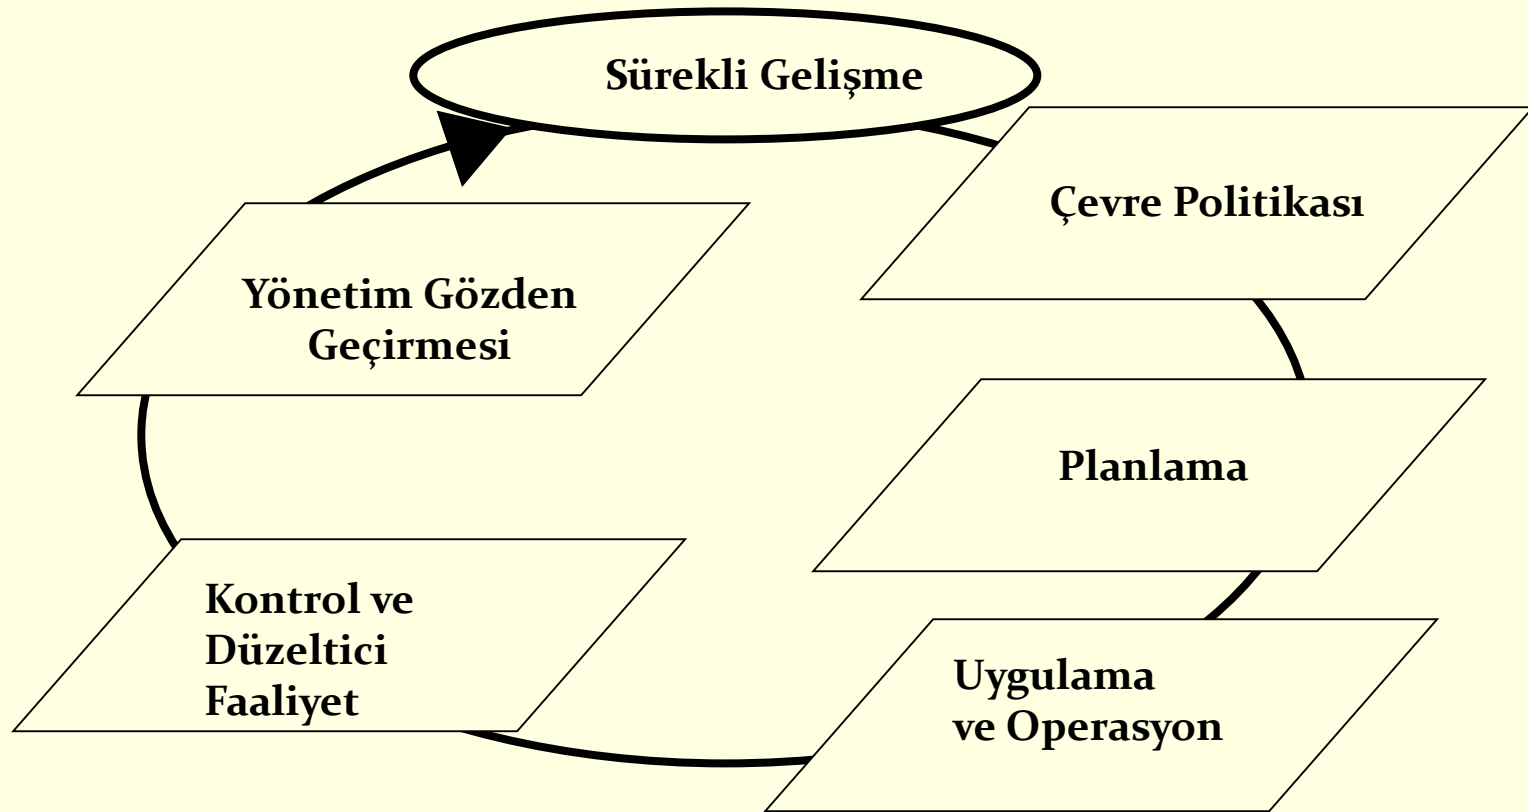 Sürekli Gelişme
Çevre Politikası
Planlama
Uygulama
ve Operasyon
Kontrol ve
Düzeltici
Faaliyet
Yönetim Gözden
Geçirmesi